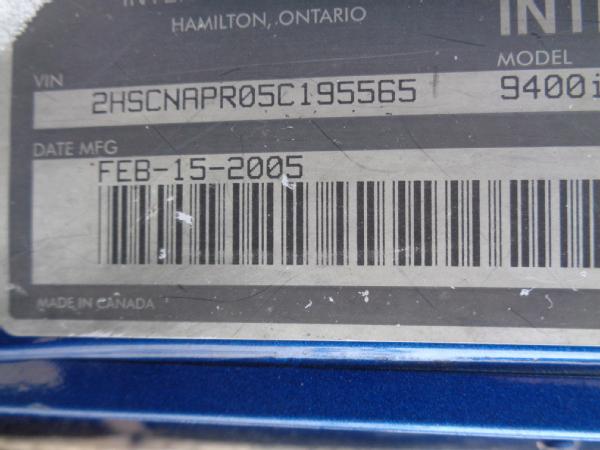 HAMILTON, ONTARIO
VIN MODEL
2HSCNAPR05C195565 9400i
DATE MFG
FEB-15-2005
MADE IN CANADA